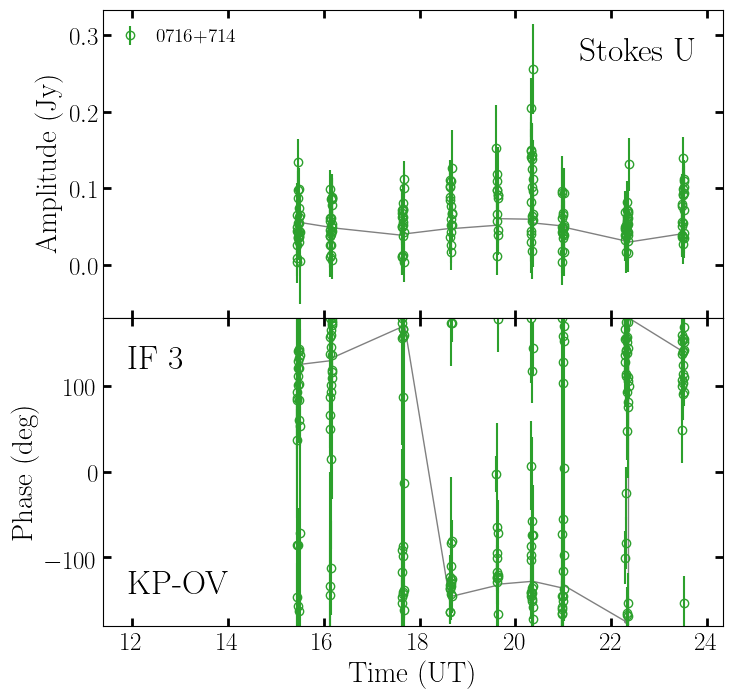 0716+714
Stokes U
0.3
0.2
0.1
0.0
Amplitude (Jy)
IF 3
KP-OV
100
0
−100
Phase (deg)
12 14 16 18 20 22 24
Time (UT)